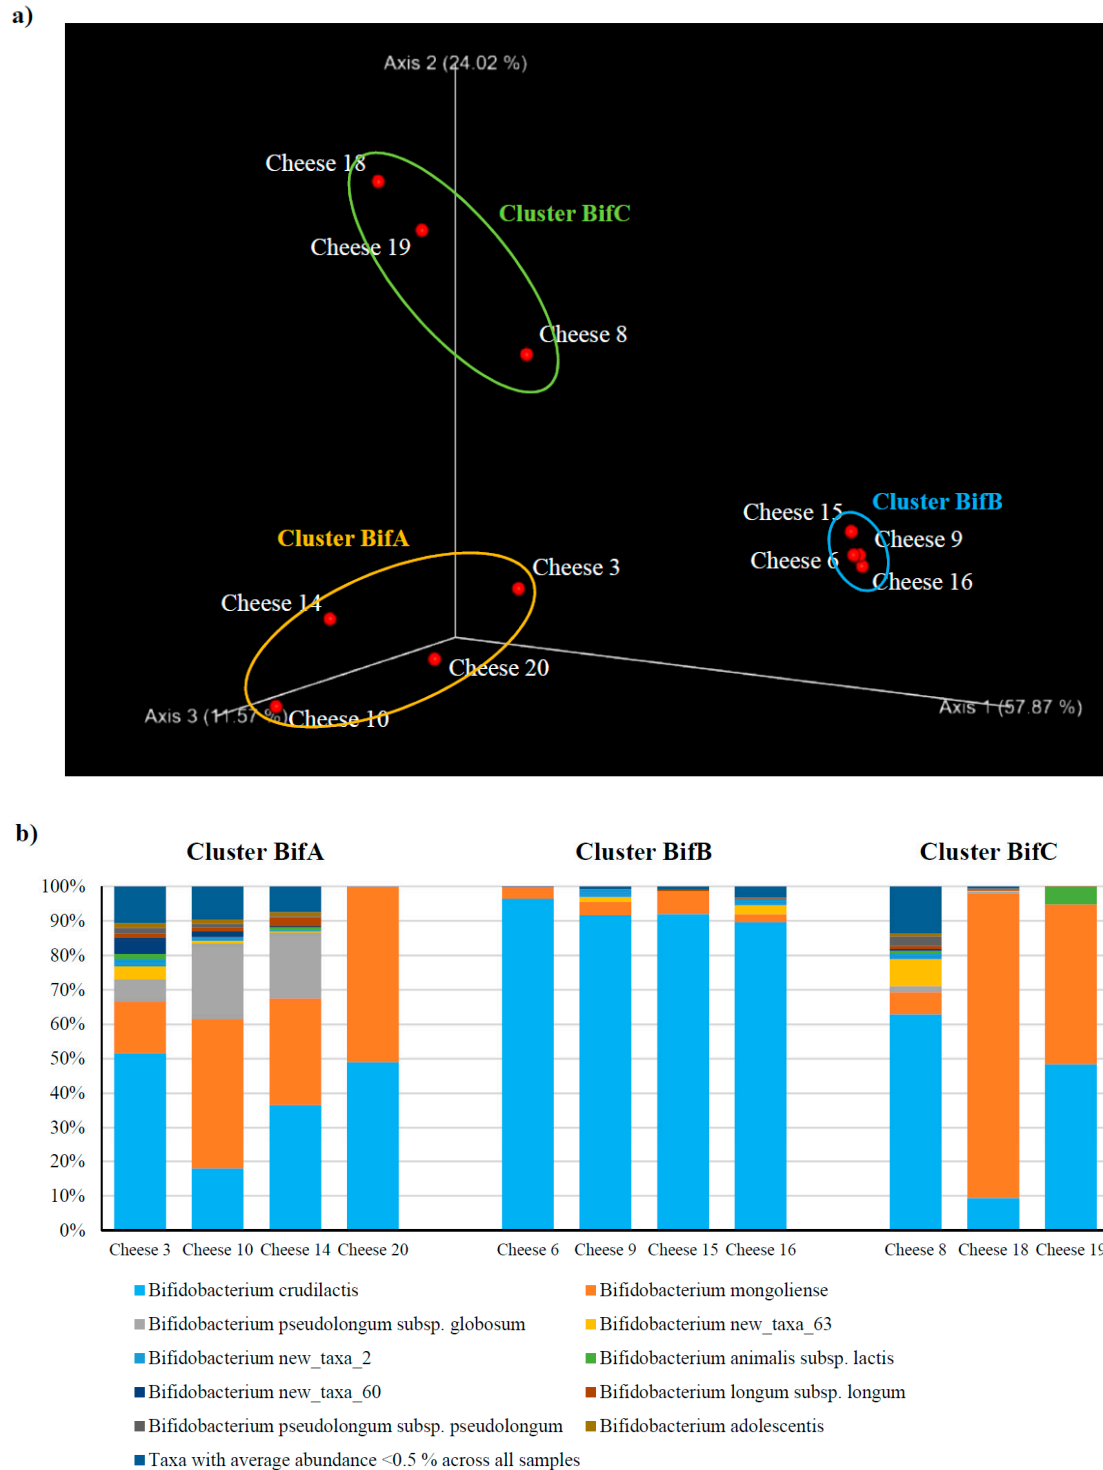 a)
Axis 2 (24.02 %)
Cheese 18
Cluster BifC
Cheese 19
Cheese 8
Cluster BifB
Cheese 15
Cheese 9
Cluster BifA
Cheese 6
Cheese 3
Cheese 16
Cheese 14
Cheese 20
Axis 3 (11.57 %)
Cheese 10
Axis 1 (57.87 %)
b)
Cluster BifA
Cluster BifB
Cluster BifC
100%
90%
80%
70%
60%
50%
40%
30%
20%
10%
0%
Cheese 3 Cheese 10 Cheese 14 Cheese 20 Cheese 6 Cheese 9 Cheese 15 Cheese 16 Cheese 8 Cheese 18 Cheese 19
Bifidobacterium crudilactis
Bifidobacterium mongoliense
Bifidobacterium pseudolongum subsp. globosum
Bifidobacterium new_taxa_63
Bifidobacterium new_taxa_2
Bifidobacterium animalis subsp. lactis
Bifidobacterium new_taxa_60
Bifidobacterium longum subsp. longum
Bifidobacterium pseudolongum subsp. pseudolongum
Bifidobacterium adolescentis
Taxa with average abundance <0.5 % across all samples